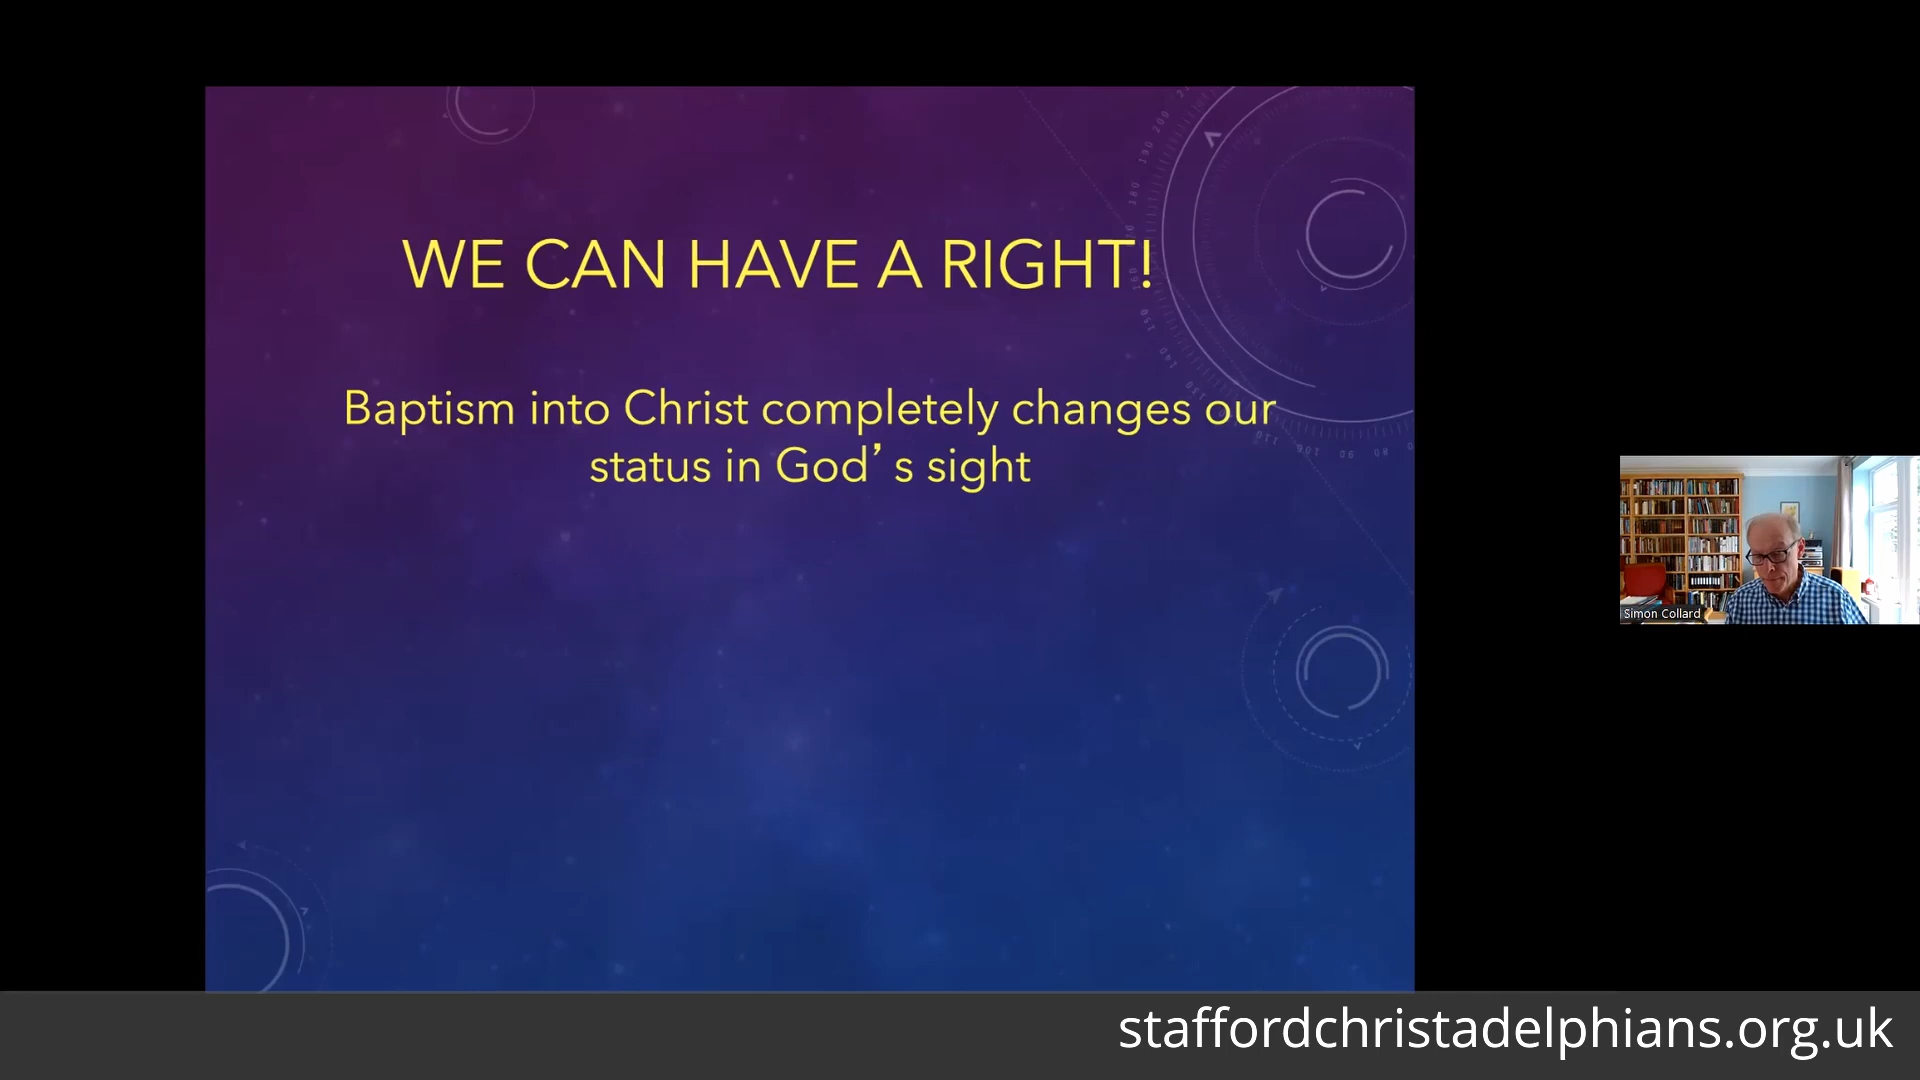 WE CAN HAVE A RIGHT!
Baptism into Christ completely changes our
status in God’s sight
Simon Collard
staffordchristadelphians.org.uk